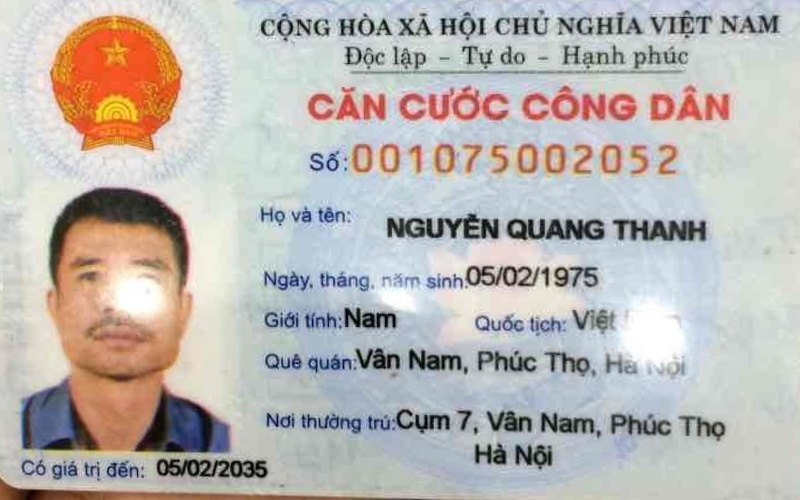 CỘNG HÒA XÃ HỘI CHỦ NGHĨA VIỆT NAM
Độc lập – Tự do – Hạnh phúc
CĂN CƯỚC CÔNG DÂN
Số: 001075002052
Họ và tên: NGUYỄN QUANG THANH
Ngày, tháng, năm sinh: 05/02/1975
Giới tính: Nam Quốc tịch: Việt
Quê quán: Vân Nam, Phúc Thọ, Hà Nội
Nơi thường trú: Cụm 7, Vân Nam, Phúc Thọ
Hà Nội
Có giá trị đến: 05/02/2035